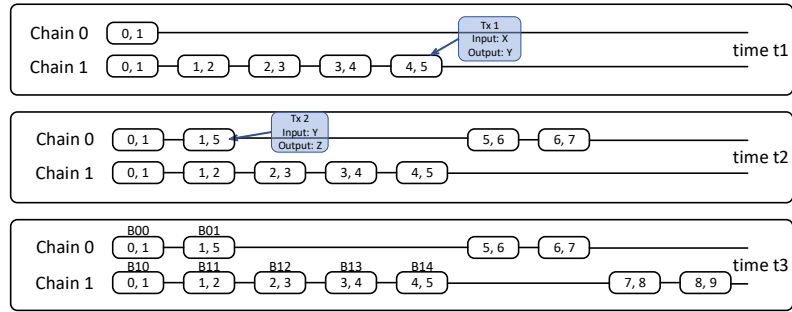 Tx 1
Input: X
Output: Y
Chain 0 0, 1
Chain 1 0, 1 1, 2 2, 3 3, 4 4, 5
time t1
Tx 2
Input: Y
Output: Z
Chain 0 0, 1 1, 5 5, 6 6, 7
Chain 1 0, 1 1, 2 2, 3 3, 4 4, 5
time t2
B00 B01
Chain 0 0, 1 1, 5 5, 6 6, 7
B10 B11 B12 B13 B14
Chain 1 0, 1 1, 2 2, 3 3, 4 4, 5 7, 8 8, 9
time t3